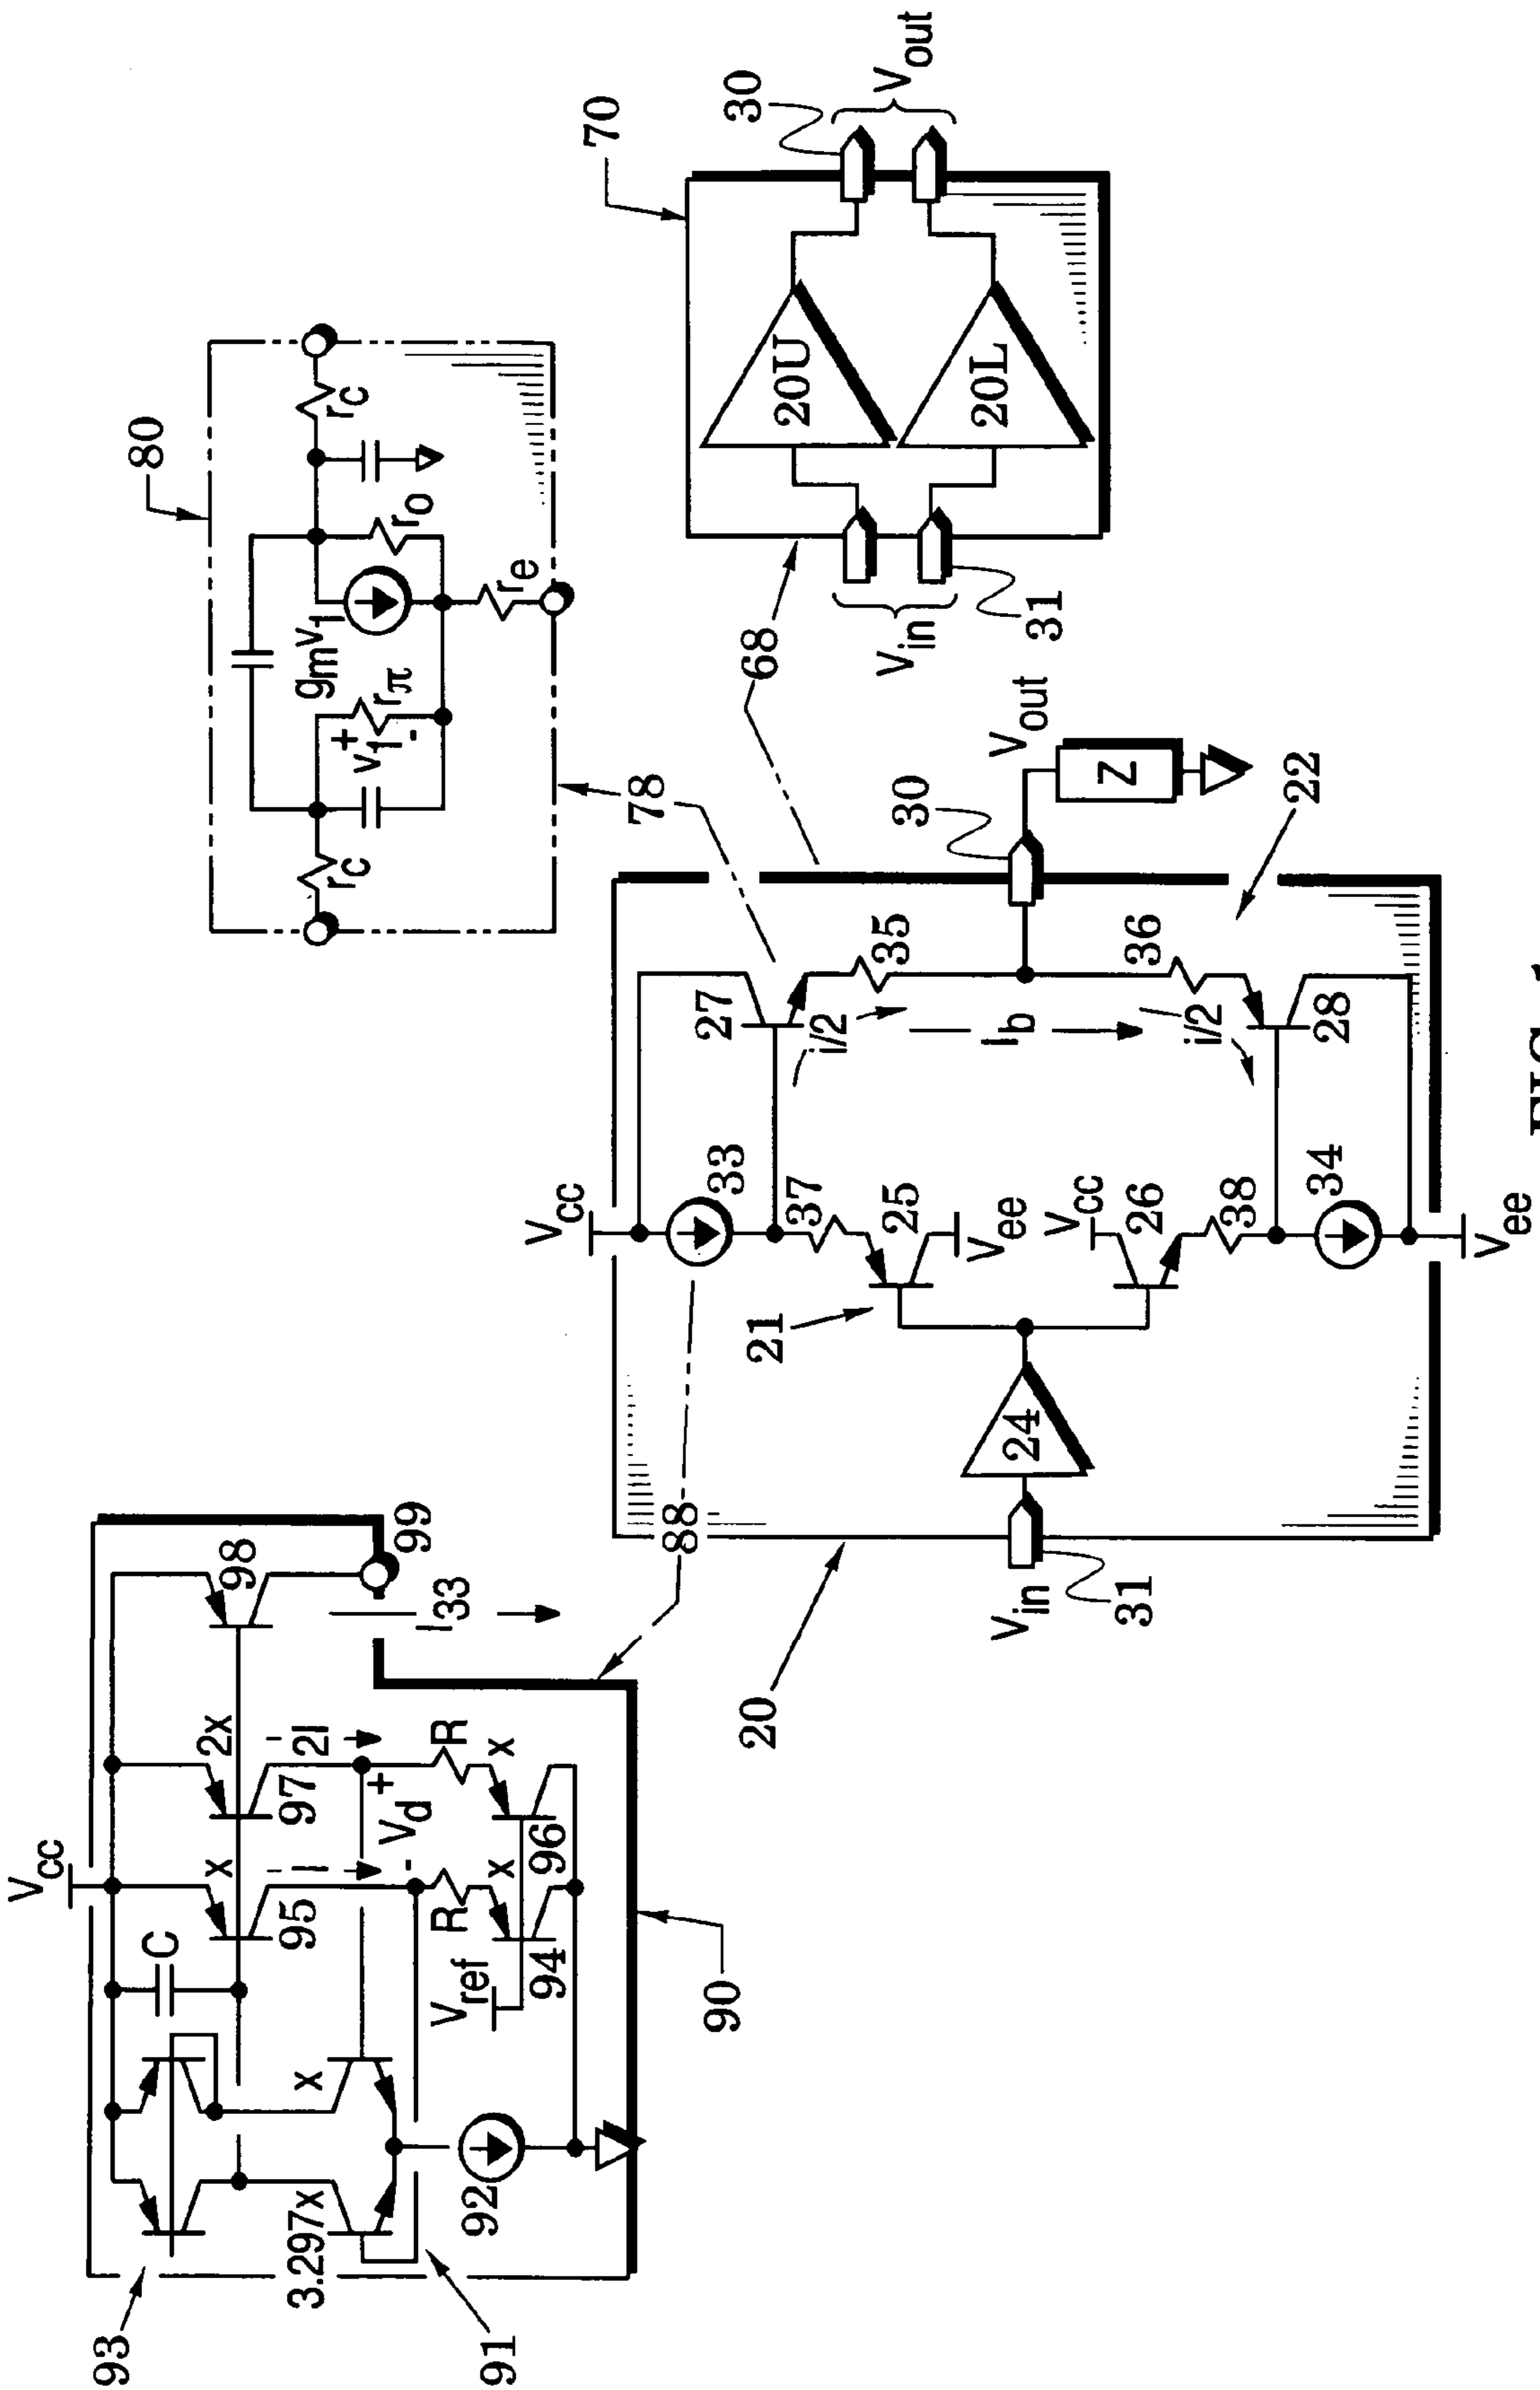 93
91
3.297x
x
92
C
Vcc
x
95
I
2x
97
2I
98
I33
99
Vd
+
-
R
R
x
x
Vref
94
96
90
88
20
Vin
31
24
21
Vcc
33
37
25
Vee
Vcc
26
38
34
Vee
27
i/2
35
Ib
i/2
36
28
22
30
Vout
Z
68
78
80
rc
v1
+
-
rπ
gmv1
ro
rc
re
70
Vin
31
20U
20L
30
Vout